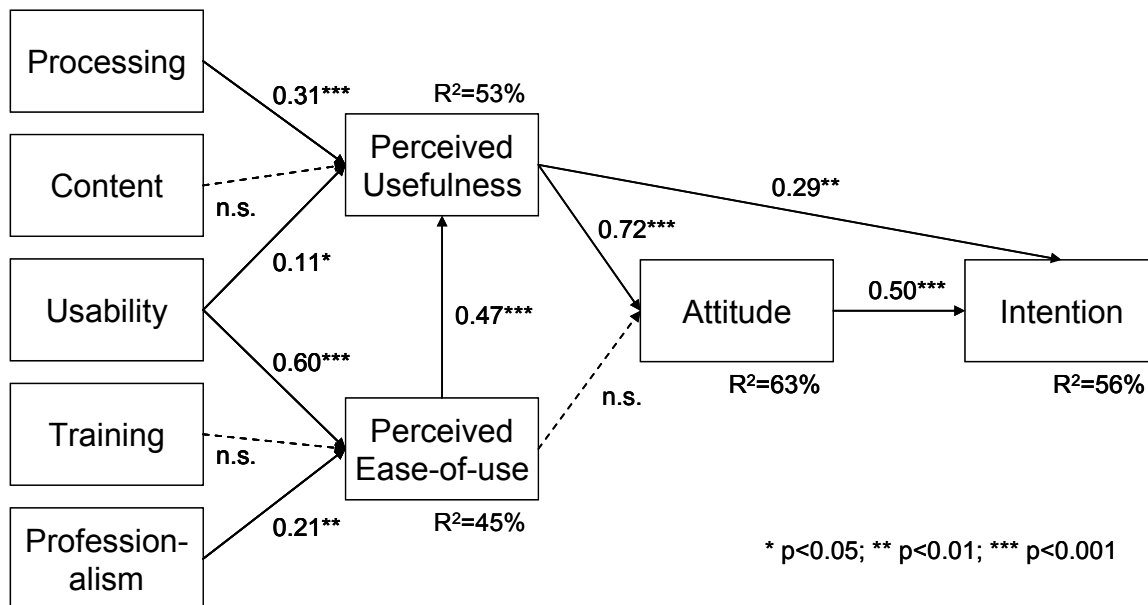 Processing
0.31***
R²=53%
Perceived
Usefulness
Content
n.s.
0.29**
0.72***
0.11*
Usability
0.47***
Attitude
0.50***
Intention
0.60***
R²=63%
R²=56%
Training
n.s.
n.s.
Perceived
Ease-of-use
0.21**
R²=45%
Profession-
alism
* p<0.05; ** p<0.01; *** p<0.001